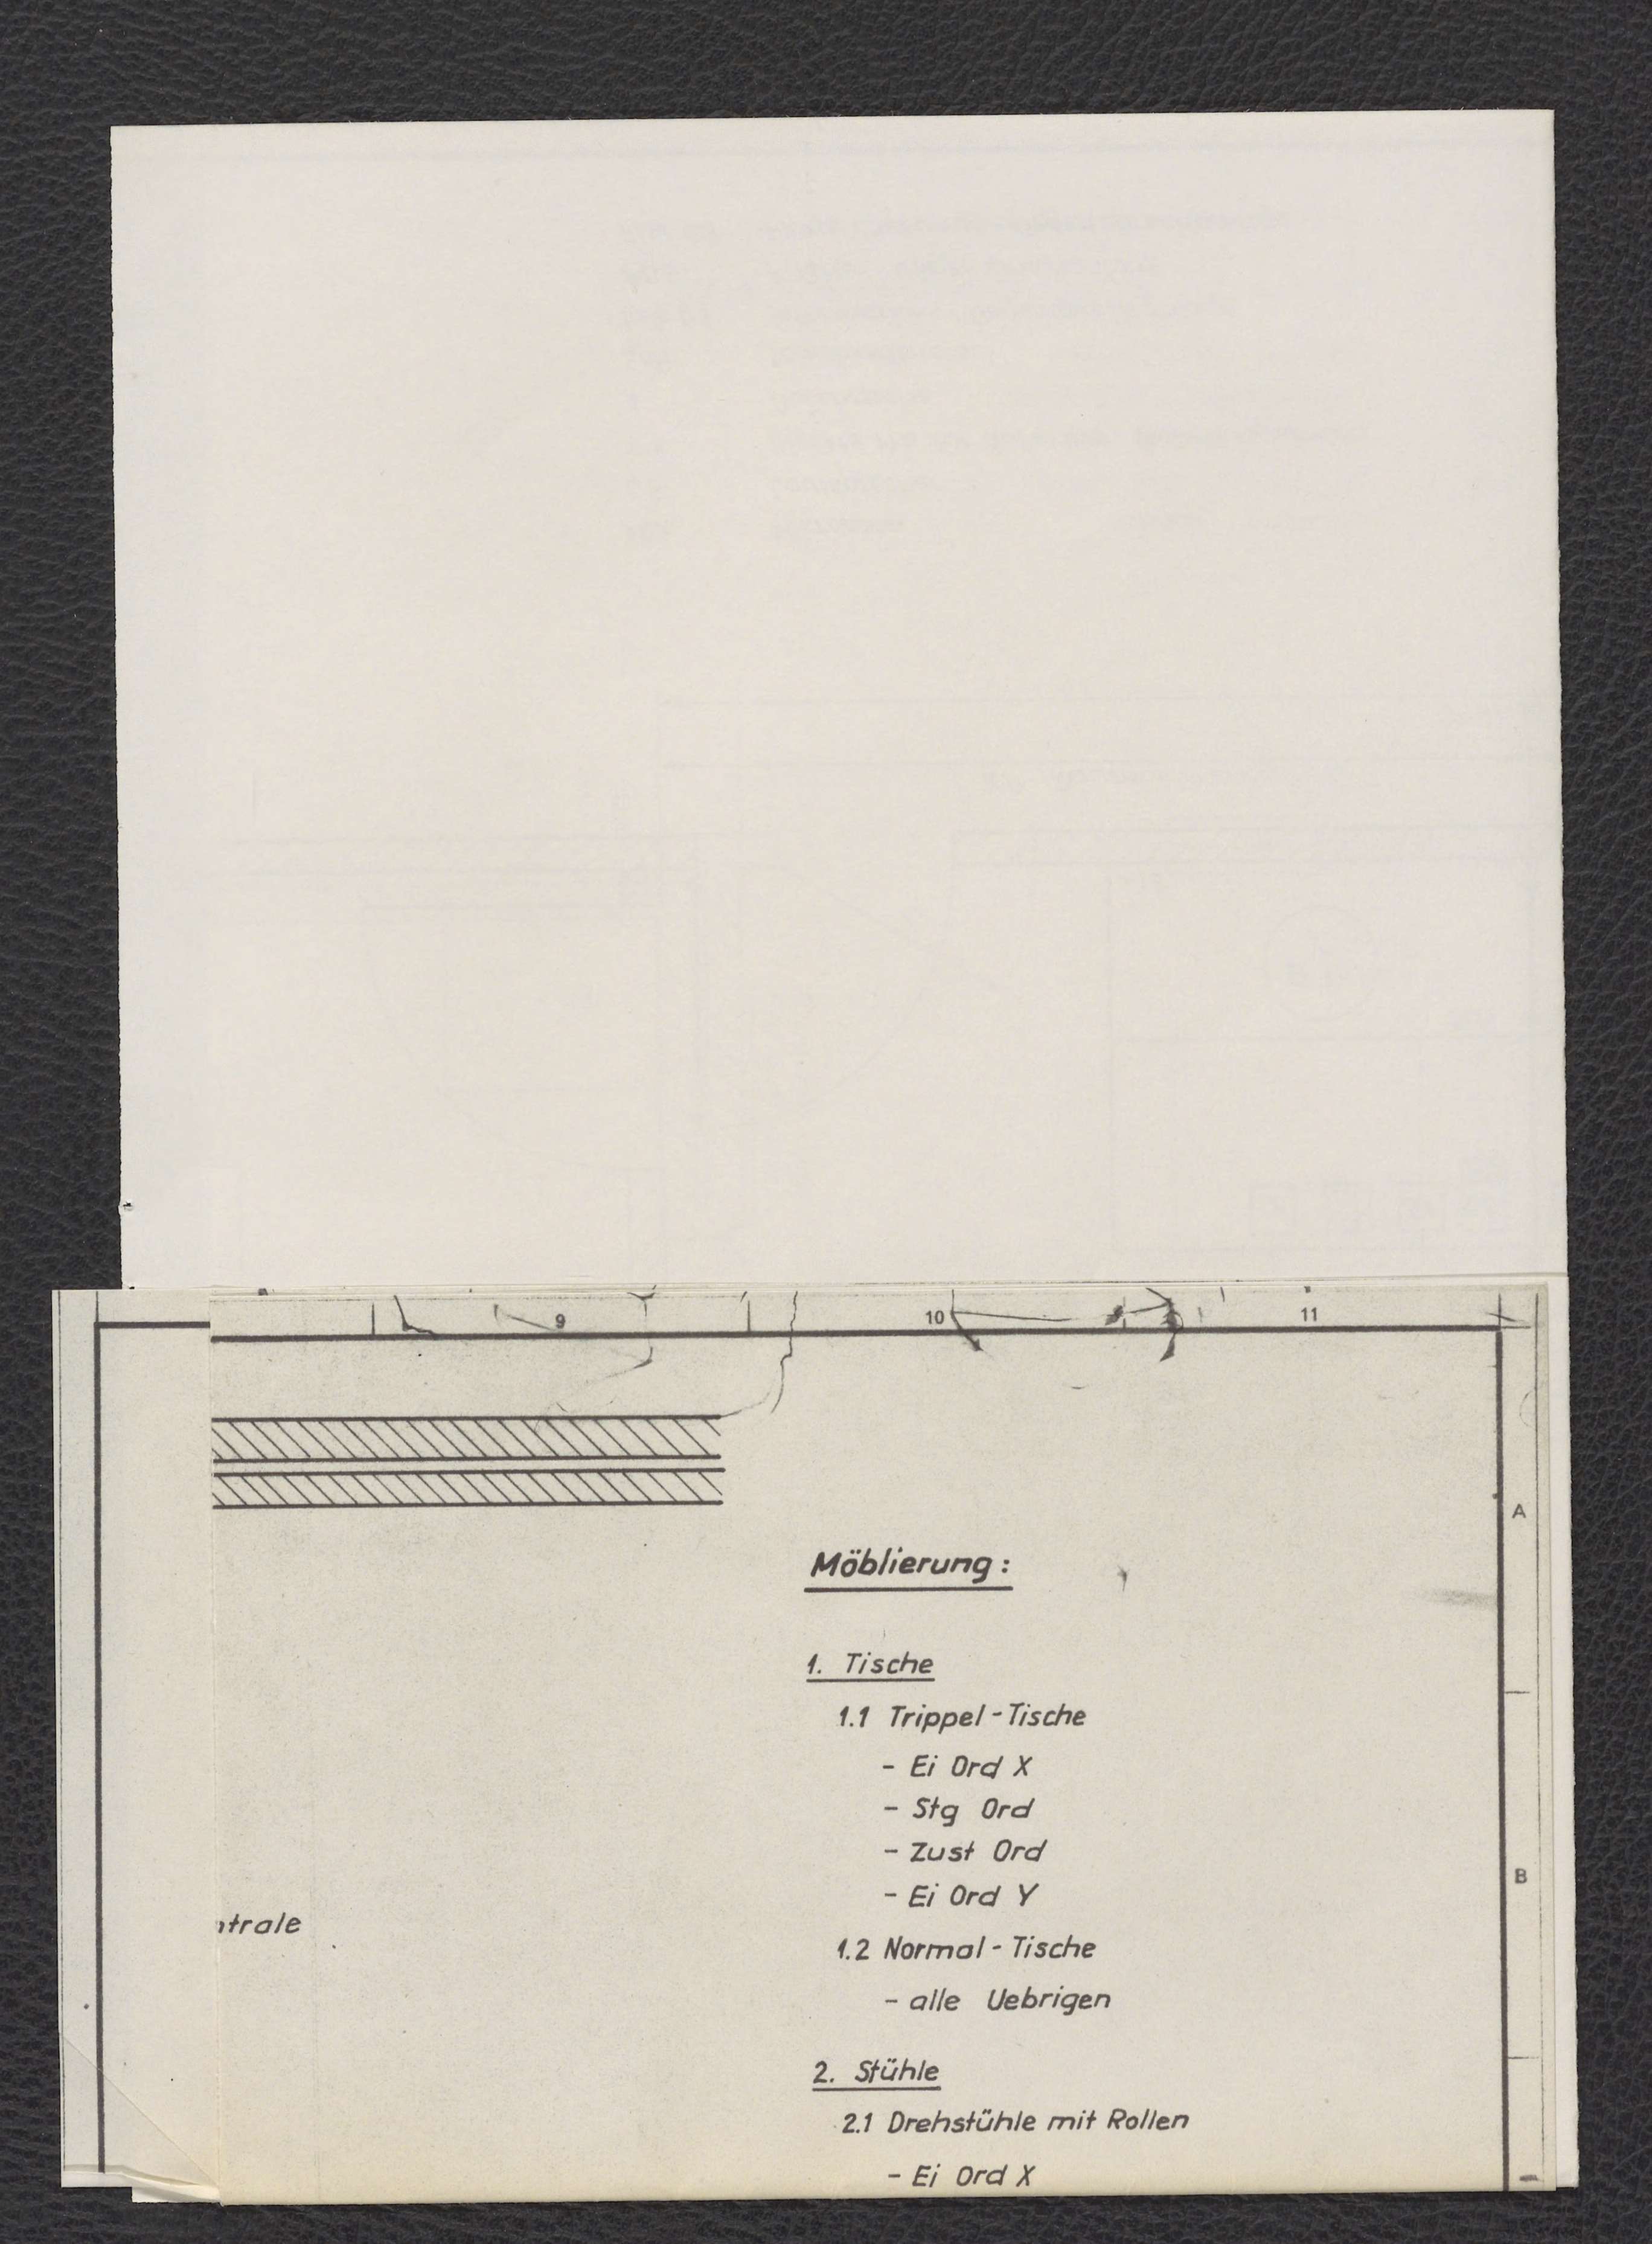 9 10 11
A
Möblierung:
1. Tische
1.1 Trippel-Tische
- Ei Ord X
- Stg Ord
- Zust Ord
B
- Ei Ord Y
ntrale
1.2 Normal-Tische
- alle Uebrigen
2. Stühle
2.1 Drehstühle mit Rollen
- Ei Ord X